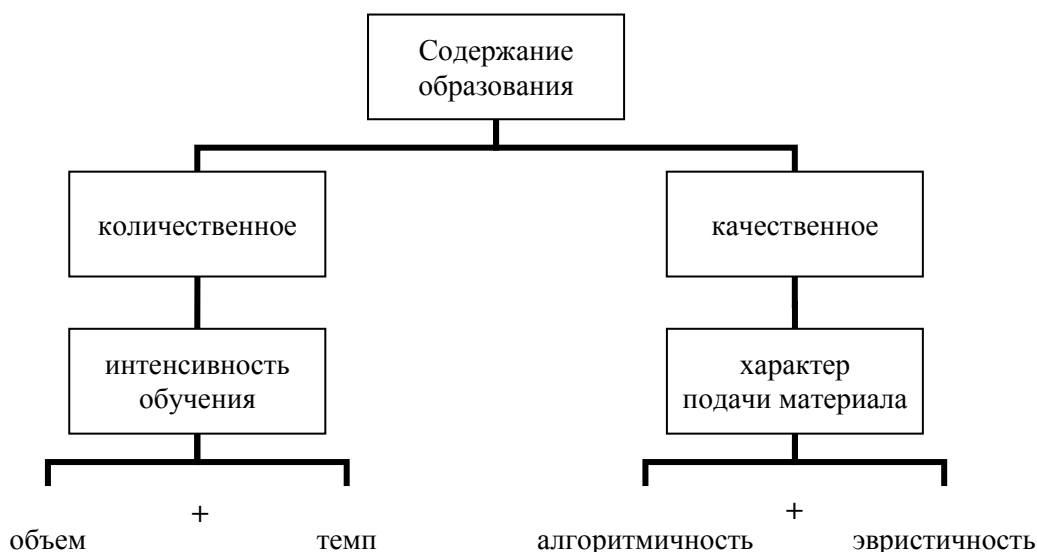 Содержание
образования
количественное
качественное
интенсивность
обучения
характер
подачи материала
+
+
объем
темп
алгоритмичность
эвристичность